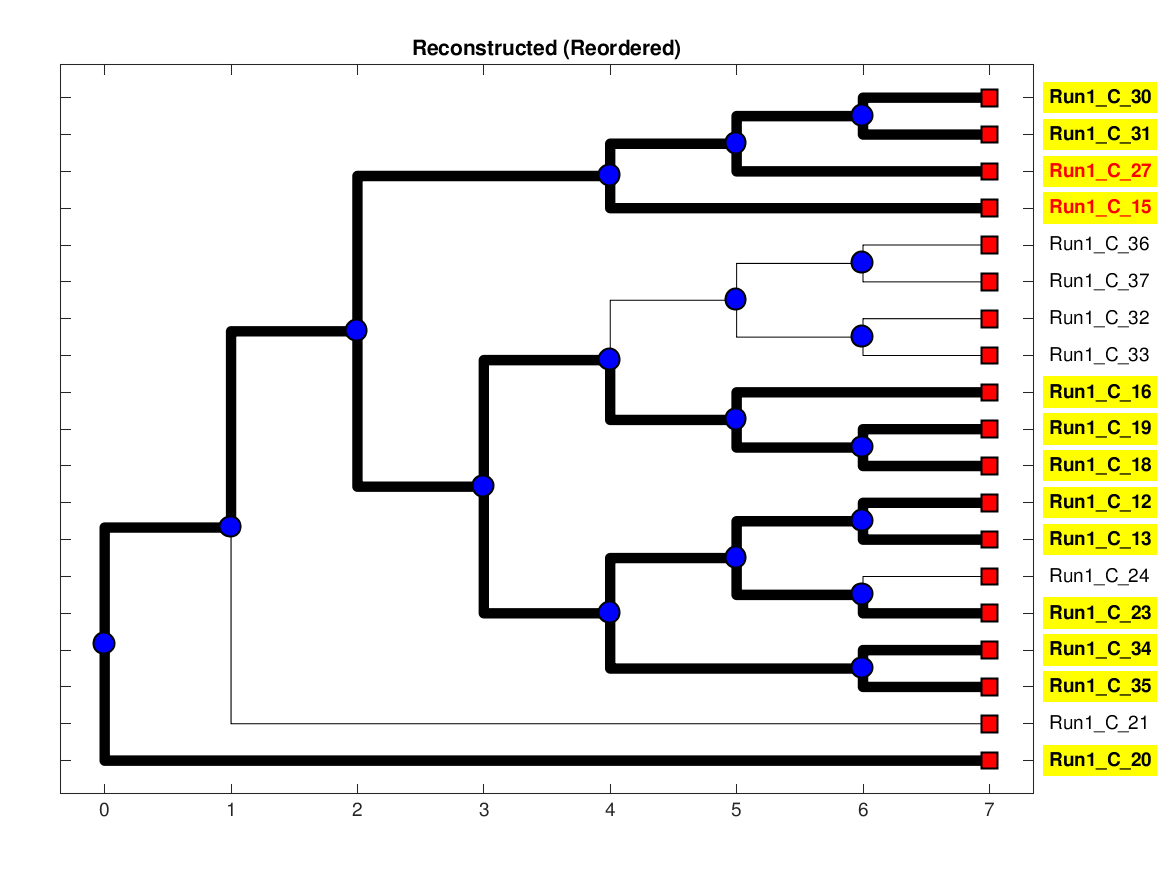 Reconstructed (Reordered)
Run1_C_30
Run1_C_31
Run1_C_27
Run1_C_15
Run1_C_36
Run1_C_37
Run1_C_32
Run1_C_33
Run1_C_16
Run1_C_19
Run1_C_18
Run1_C_12
Run1_C_13
Run1_C_24
Run1_C_23
Run1_C_34
Run1_C_35
Run1_C_21
Run1_C_20
0 1 2 3 4 5 6 7